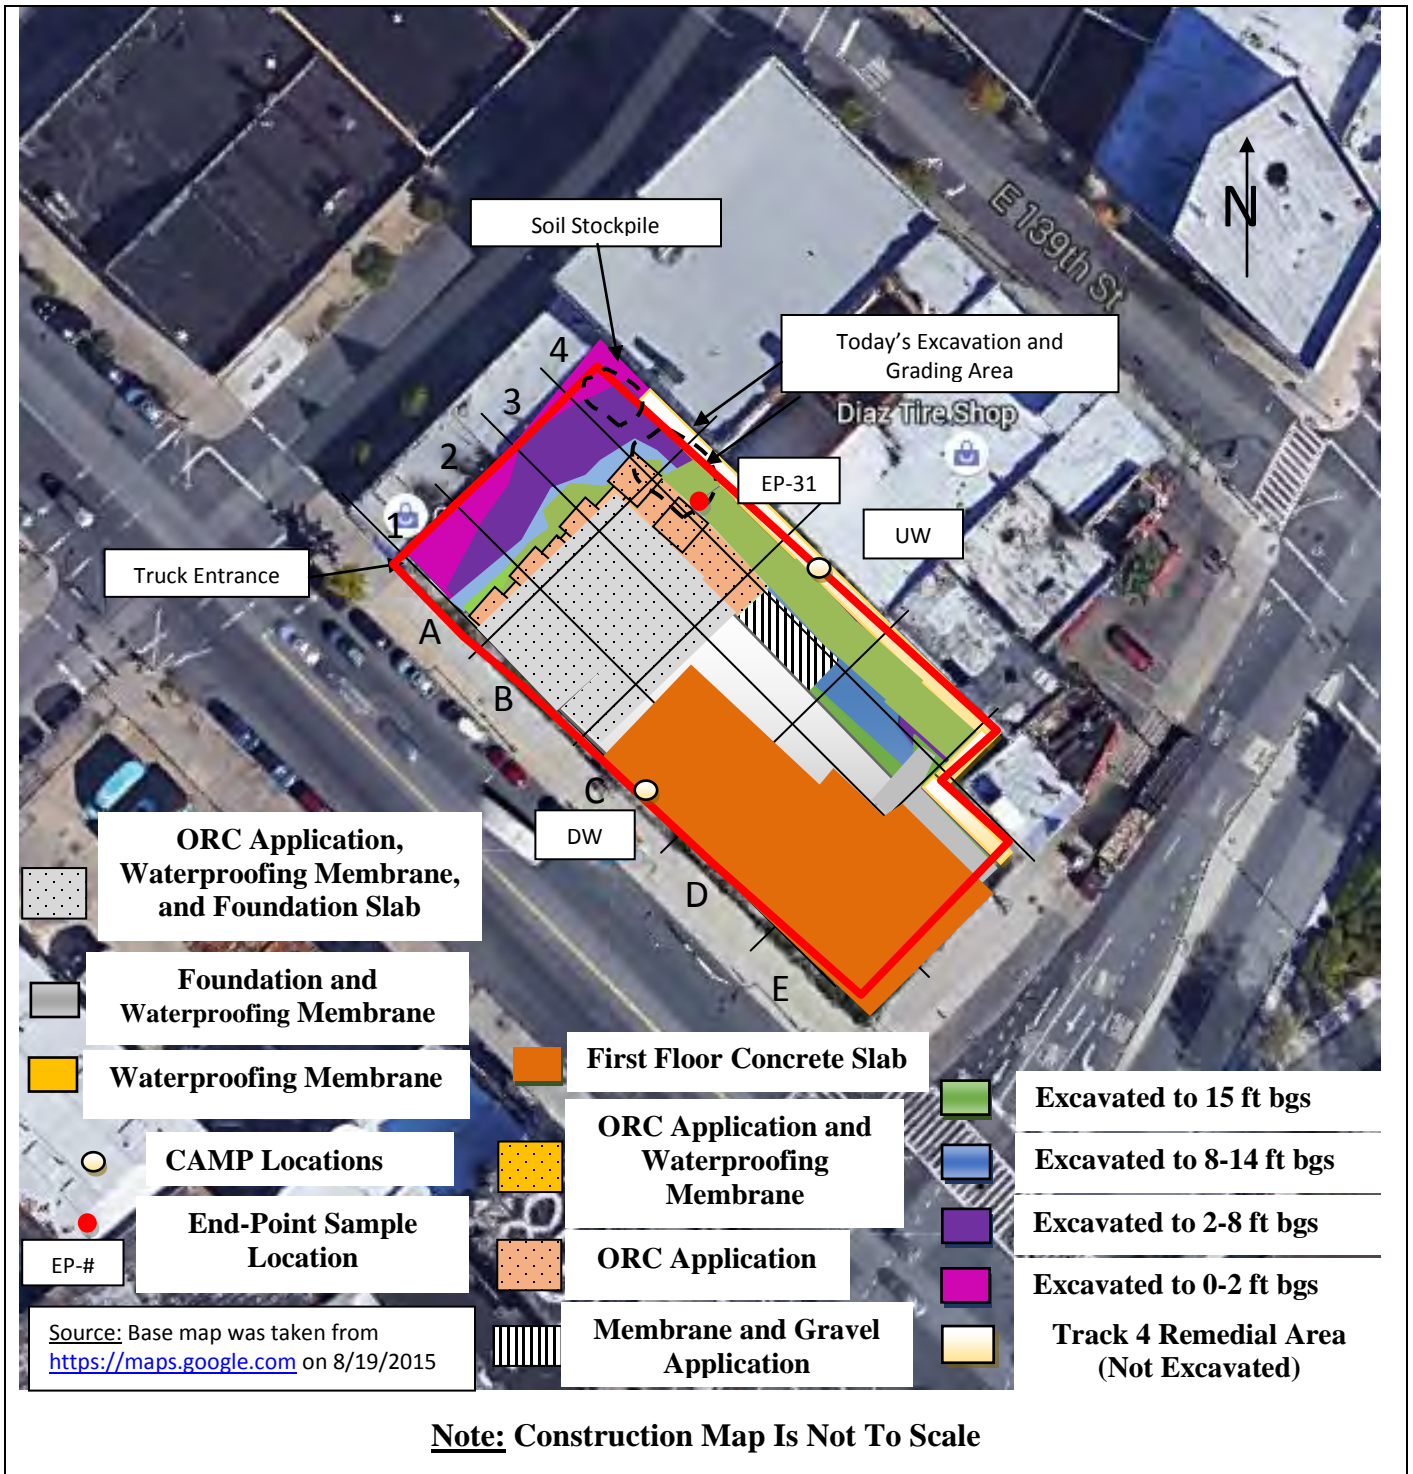 E 139th St
N
Soil Stockpile
Today's Excavation and
Grading Area
Diaz Tire Shop
4
3
2
1
EP-31
UW
Truck Entrance
A
B
C
D
E
DW
ORC Application,
Waterproofing Membrane,
and Foundation Slab
Foundation and
Waterproofing Membrane
Waterproofing Membrane
CAMP Locations
End-Point Sample
Location
EP-#
Source: Base map was taken from
https://maps.google.com on 8/19/2015
First Floor Concrete Slab
ORC Application and
Waterproofing
Membrane
ORC Application
Membrane and Gravel
Application
Excavated to 15 ft bgs
Excavated to 8-14 ft bgs
Excavated to 2-8 ft bgs
Excavated to 0-2 ft bgs
Track 4 Remedial Area
(Not Excavated)
Note: Construction Map Is Not To Scale